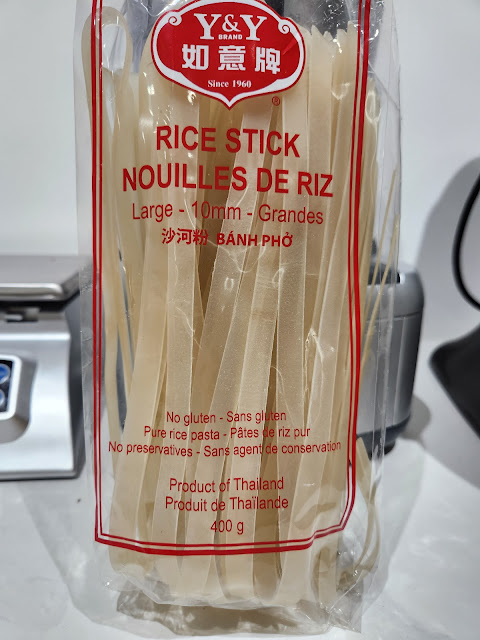 Y&Y
BRAND
如意牌
Since 1960
®
RICE STICK
NOUILLES DE RIZ
Large - 10mm - Grandes
沙河粉 BÁNH PHỞ
No gluten - Sans gluten
Pure rice pasta - Pâtes de riz pur
No preservatives - Sans agent de conservation
Product of Thailand
Produit de Thaïlande
400 g